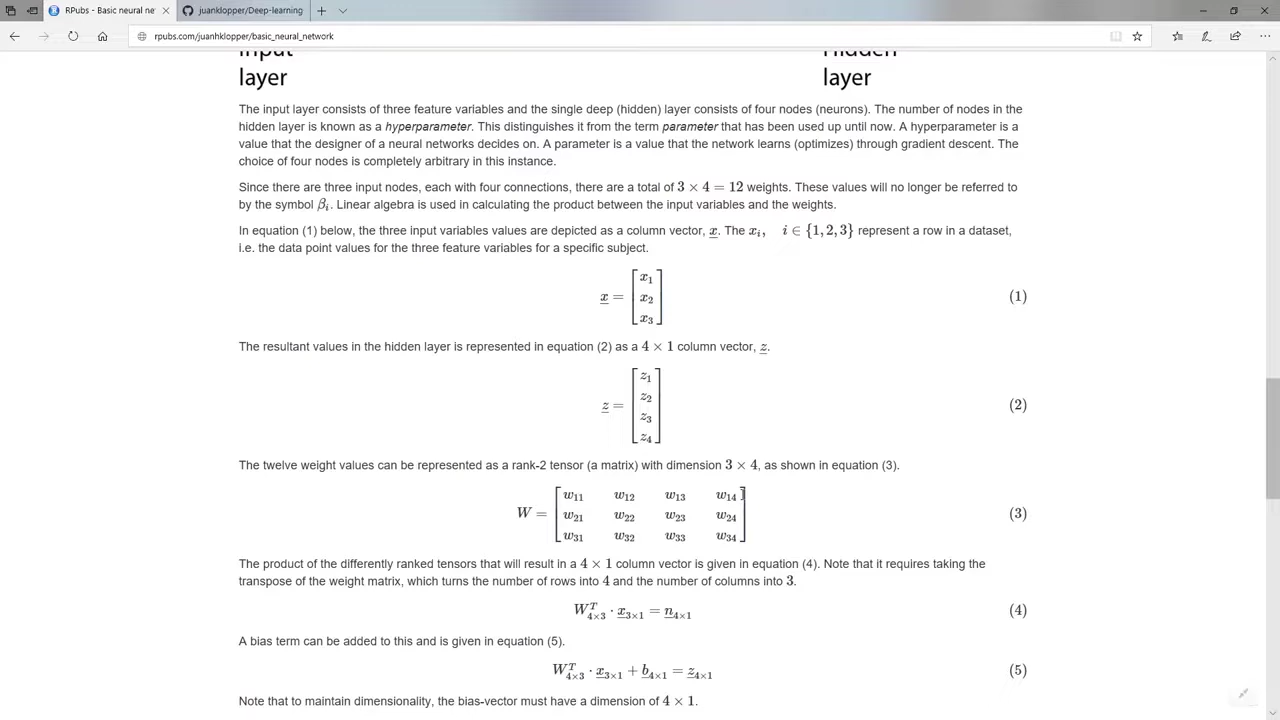 RPubs - Basic neural ne
juanklopper/Deep-learning
rpubs.com/juanhklopper/basic_neural_network
Input Hidden
layer layer
The input layer consists of three feature variables and the single deep (hidden) layer consists of four nodes (neurons). The number of nodes in the
hidden layer is known as a hyperparameter. This distinguishes it from the term parameter that has been used up until now. A hyperparameter is a
value that the designer of a neural networks decides on. A parameter is a value that the network learns (optimizes) through gradient descent. The
choice of four nodes is completely arbitrary in this instance.
Since there are three input nodes, each with four connections, there are a total of 3 × 4 = 12 weights. These values will no longer be referred to
by the symbol βi. Linear algebra is used in calculating the product between the input variables and the weights.
In equation (1) below, the three input variables values are depicted as a column vector, x. The xi, i ∈ {1, 2, 3} represent a row in a dataset,
i.e. the data point values for the three feature variables for a specific subject.
x = [x1
x2
x3] (1)
The resultant values in the hidden layer is represented in equation (2) as a 4 × 1 column vector, z.
z = [z1
z2
z3
z4] (2)
The twelve weight values can be represented as a rank-2 tensor (a matrix) with dimension 3 × 4, as shown in equation (3).
W = [w11 w12 w13 w14
w21 w22 w23 w24
w31 w32 w33 w34] (3)
The product of the differently ranked tensors that will result in a 4 × 1 column vector is given in equation (4). Note that it requires taking the
transpose of the weight matrix, which turns the number of rows into 4 and the number of columns into 3.
W^T_4×3 · x_3×1 = n_4×1 (4)
A bias term can be added to this and is given in equation (5).
W^T_4×3 · x_3×1 + b_4×1 = z_4×1 (5)
Note that to maintain dimensionality, the bias-vector must have a dimension of 4 × 1.